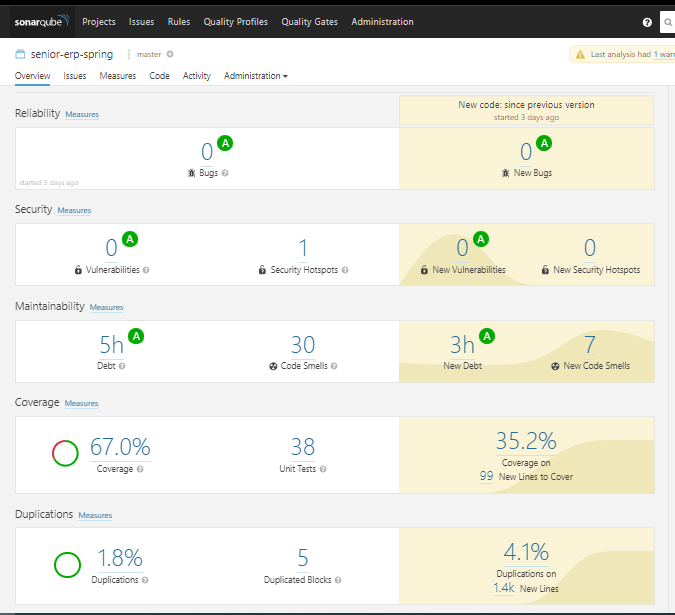 sonarqube Projects Issues Rules Quality Profiles Quality Gates Administration
senior-erp-spring master
Last analysis had 1 warn
Overview Issues Measures Code Activity Administration
Reliability Measures
New code: since previous version
started 3 days ago
0 A
Bugs
started 3 days ago
0 A
New Bugs
Security Measures
0 A
Vulnerabilities
1
Security Hotspots
0 A
New Vulnerabilities
0
New Security Hotspots
Maintainability Measures
5h A
Debt
30
Code Smells
3h A
New Debt
7
New Code Smells
Coverage Measures
67.0%
Coverage
38
Unit Tests
35.2%
Coverage on
99 New Lines to Cover
Duplications Measures
1.8%
Duplications
5
Duplicated Blocks
4.1%
Duplications on
1.4k New Lines